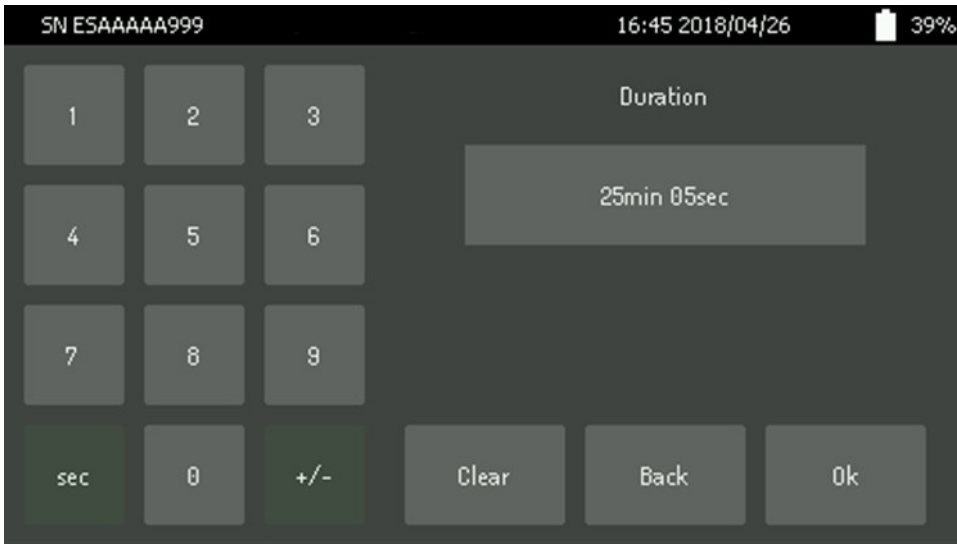 SN ESAAAAA999 16:45 2018/04/26 39%
Duration
1 2 3
25min 05sec
4 5 6
7 8 9
sec 0 +/- Clear Back Ok